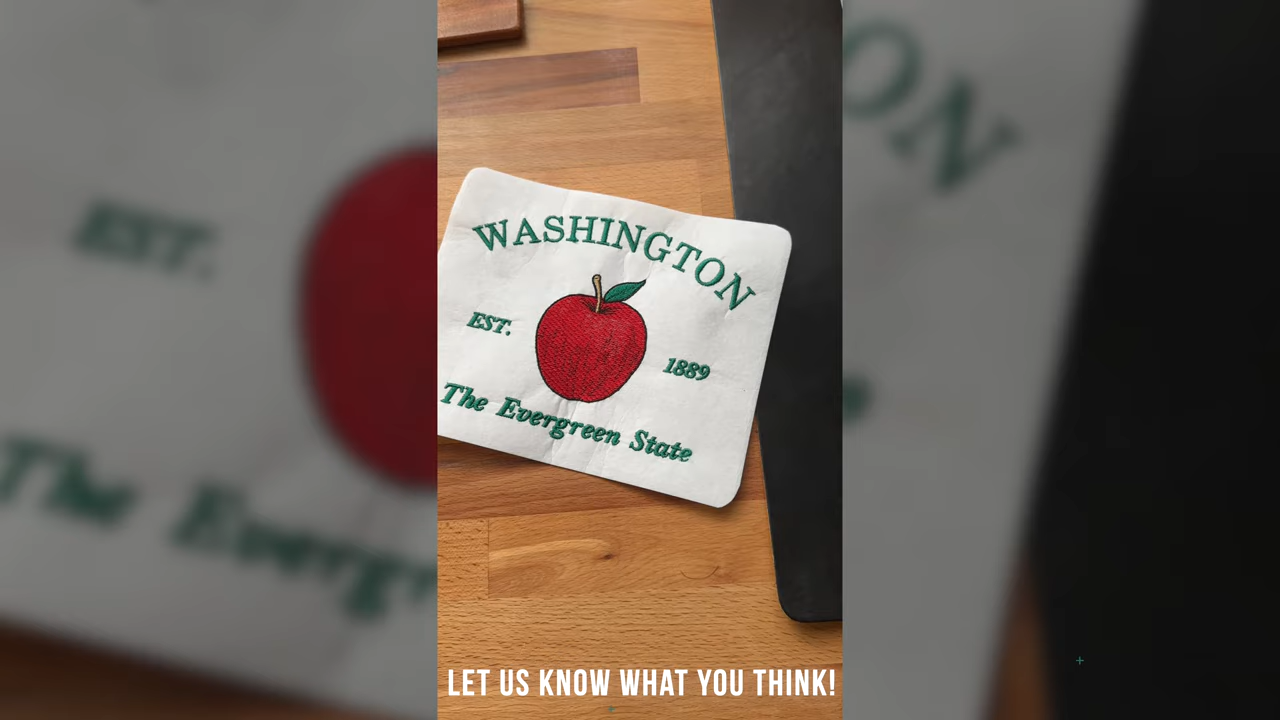 WASHINGTON
EST.
1889
The Evergreen State
LET US KNOW WHAT YOU THINK!